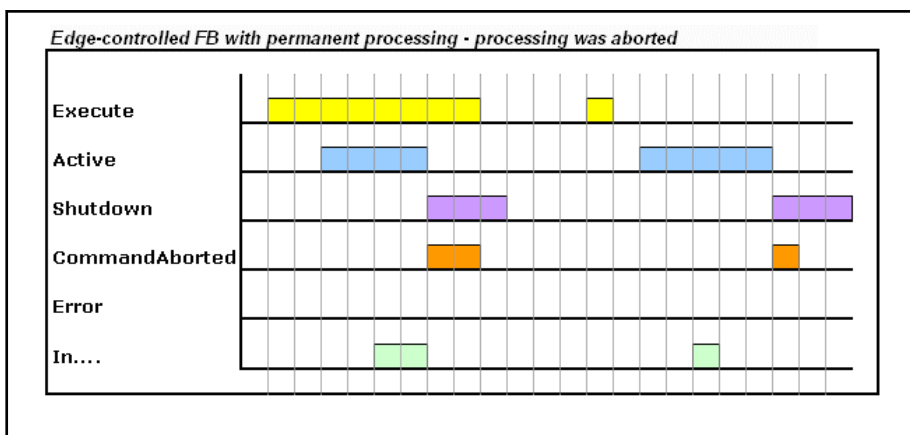 Edge-controlled FB with permanent processing - processing was aborted
Execute
Active
Shutdown
CommandAborted
Error
In....